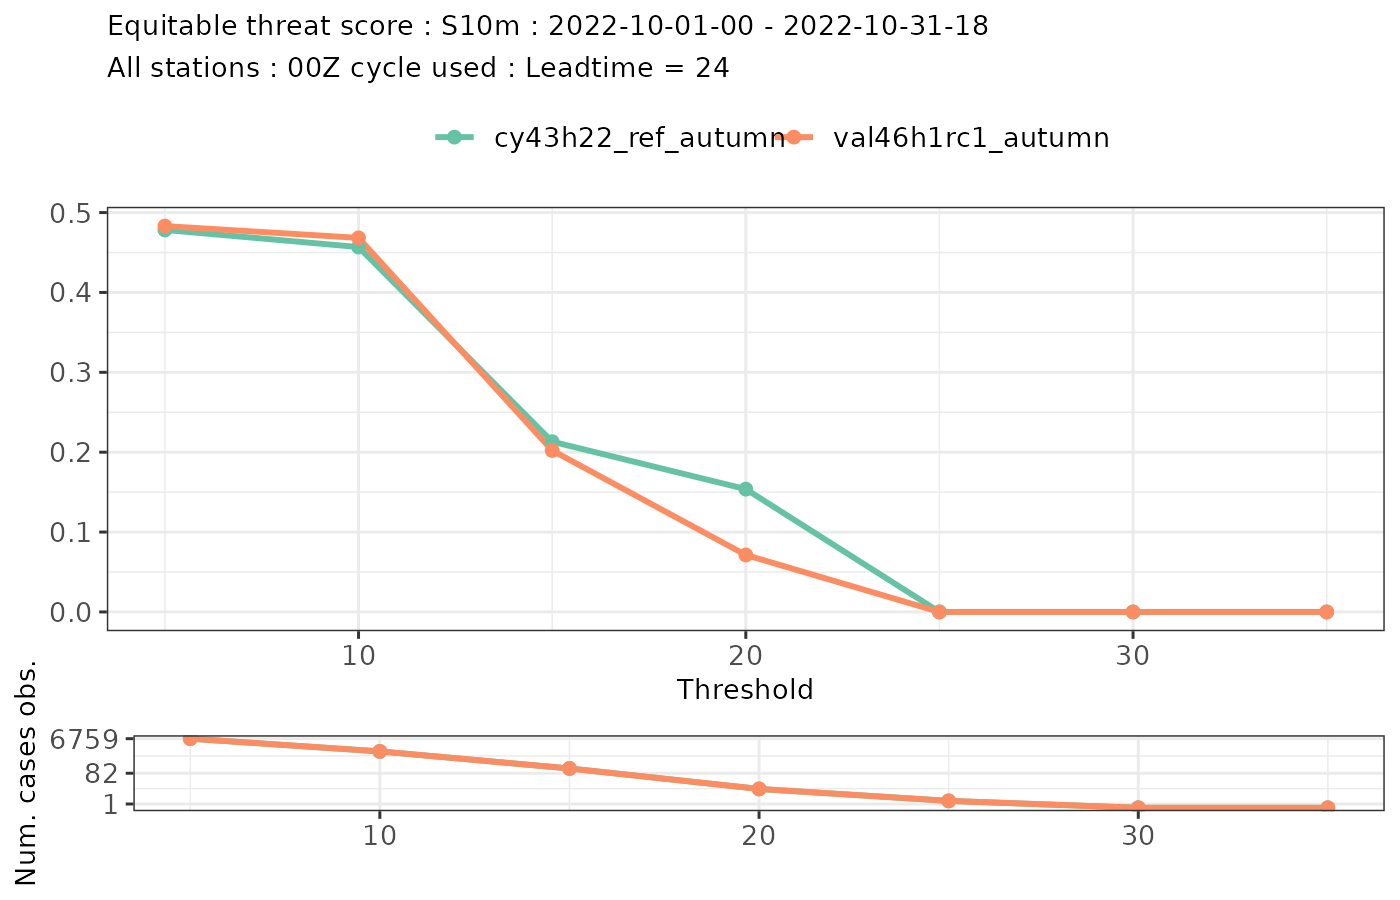 Equitable threat score : S10m : 2022-10-01-00 - 2022-10-31-18
All stations : 00Z cycle used : Leadtime = 24
cy43h22_ref_autumn val46h1rc1_autumn
0.5
0.4
0.3
0.2
0.1
0.0
10 20 30
Threshold
Num. cases obs.
6759
82
1
10 20 30